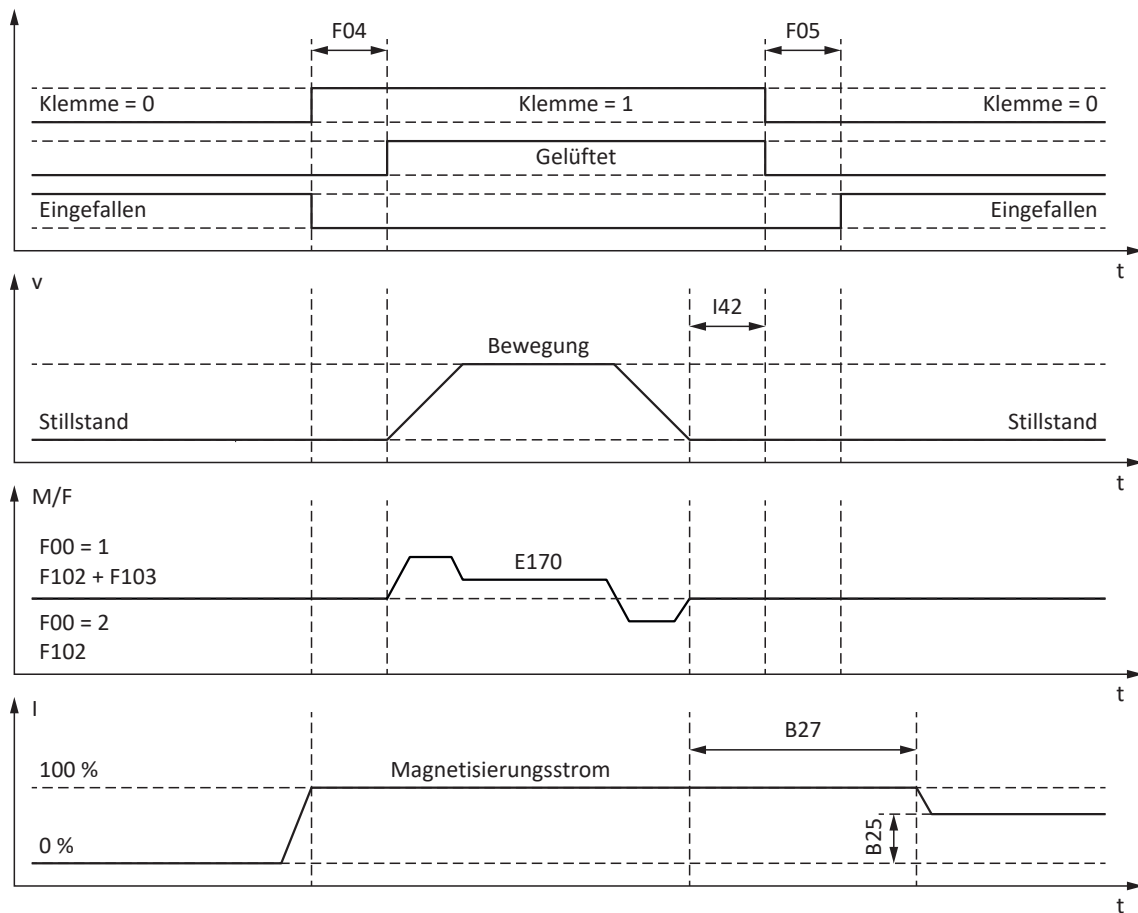 F04
F05
Klemme = 0
Klemme = 1
Klemme = 0
Gelüftet
Eingefallen
Eingefallen
t
v
I42
Bewegung
Stillstand
Stillstand
t
M/F
F00 = 1
F102 + F103
E170
F00 = 2
F102
t
I
B27
100 %
Magnetisierungsstrom
B25
0 %
t